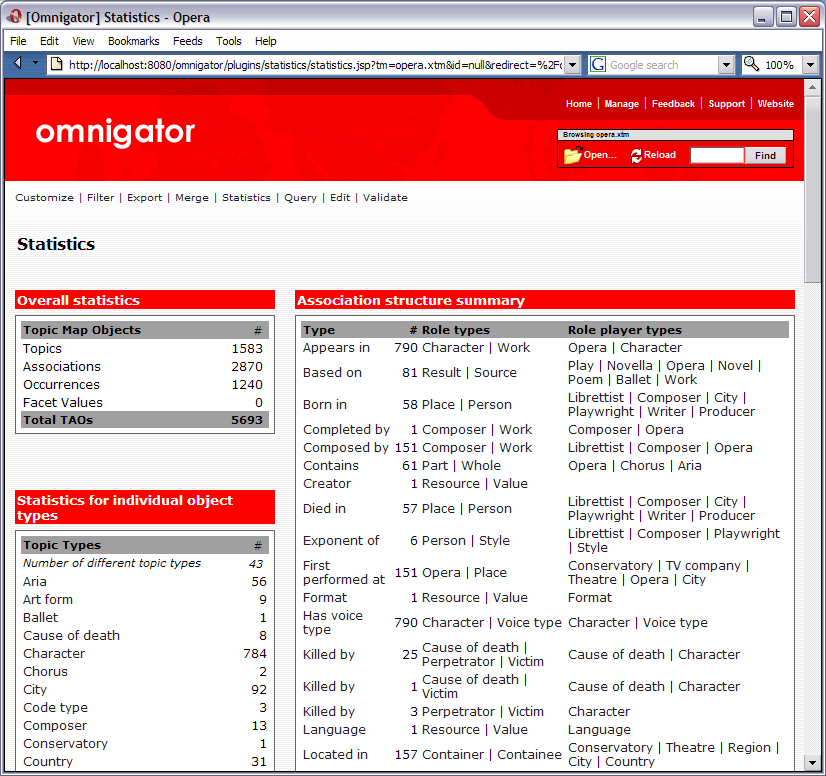 [Omnigator] Statistics - Opera
File Edit View Bookmarks Feeds Tools Help
http://localhost:8080/omnigator/plugins/statistics/statistics.jsp?tm=opera.xtm&id=null&redirect=%2F Google search 100%
Home | Manage | Feedback | Support | Website
omnigator
Browsing opera.xtm
Open... Reload Find
Customize | Filter | Export | Merge | Statistics | Query | Edit | Validate
Statistics
Overall statistics
Topic Map Objects #
Topics 1583
Associations 2870
Occurrences 1240
Facet Values 0
Total TAOs 5693
Statistics for individual object
types
Topic Types #
Number of different topic types 43
Aria 56
Art form 9
Ballet 1
Cause of death 8
Character 784
Chorus 2
City 92
Code type 3
Composer 13
Conservatory 1
Country 31
Association structure summary
Type # Role types Role player types
Appears in 790 Character | Work Opera | Character
Based on 81 Result | Source Play | Novella | Opera | Novel |
Poem | Ballet | Work
Born in 58 Place | Person Librettist | Composer | City |
Playwright | Writer | Producer
Completed by 1 Composer | Work Composer | Opera
Composed by 151 Composer | Work Librettist | Composer | Opera
Contains 61 Part | Whole Opera | Chorus | Aria
Creator 1 Resource | Value
Died in 57 Place | Person Librettist | Composer | City |
Playwright | Writer | Producer
Exponent of 6 Person | Style Librettist | Composer | Playwright
| Style
First
performed at 151 Opera | Place Conservatory | TV company |
Theatre | Opera | City
Format 1 Resource | Value Format
Has voice
type 790 Character | Voice type Character | Voice type
Killed by 25 Cause of death |
Perpetrator | Victim Cause of death | Character
Killed by 1 Cause of death |
Victim Cause of death | Character
Killed by 3 Perpetrator | Victim Character
Language 1 Resource | Value Language
Located in 157 Container | Containee Conservatory | Theatre | Region |
City | Country